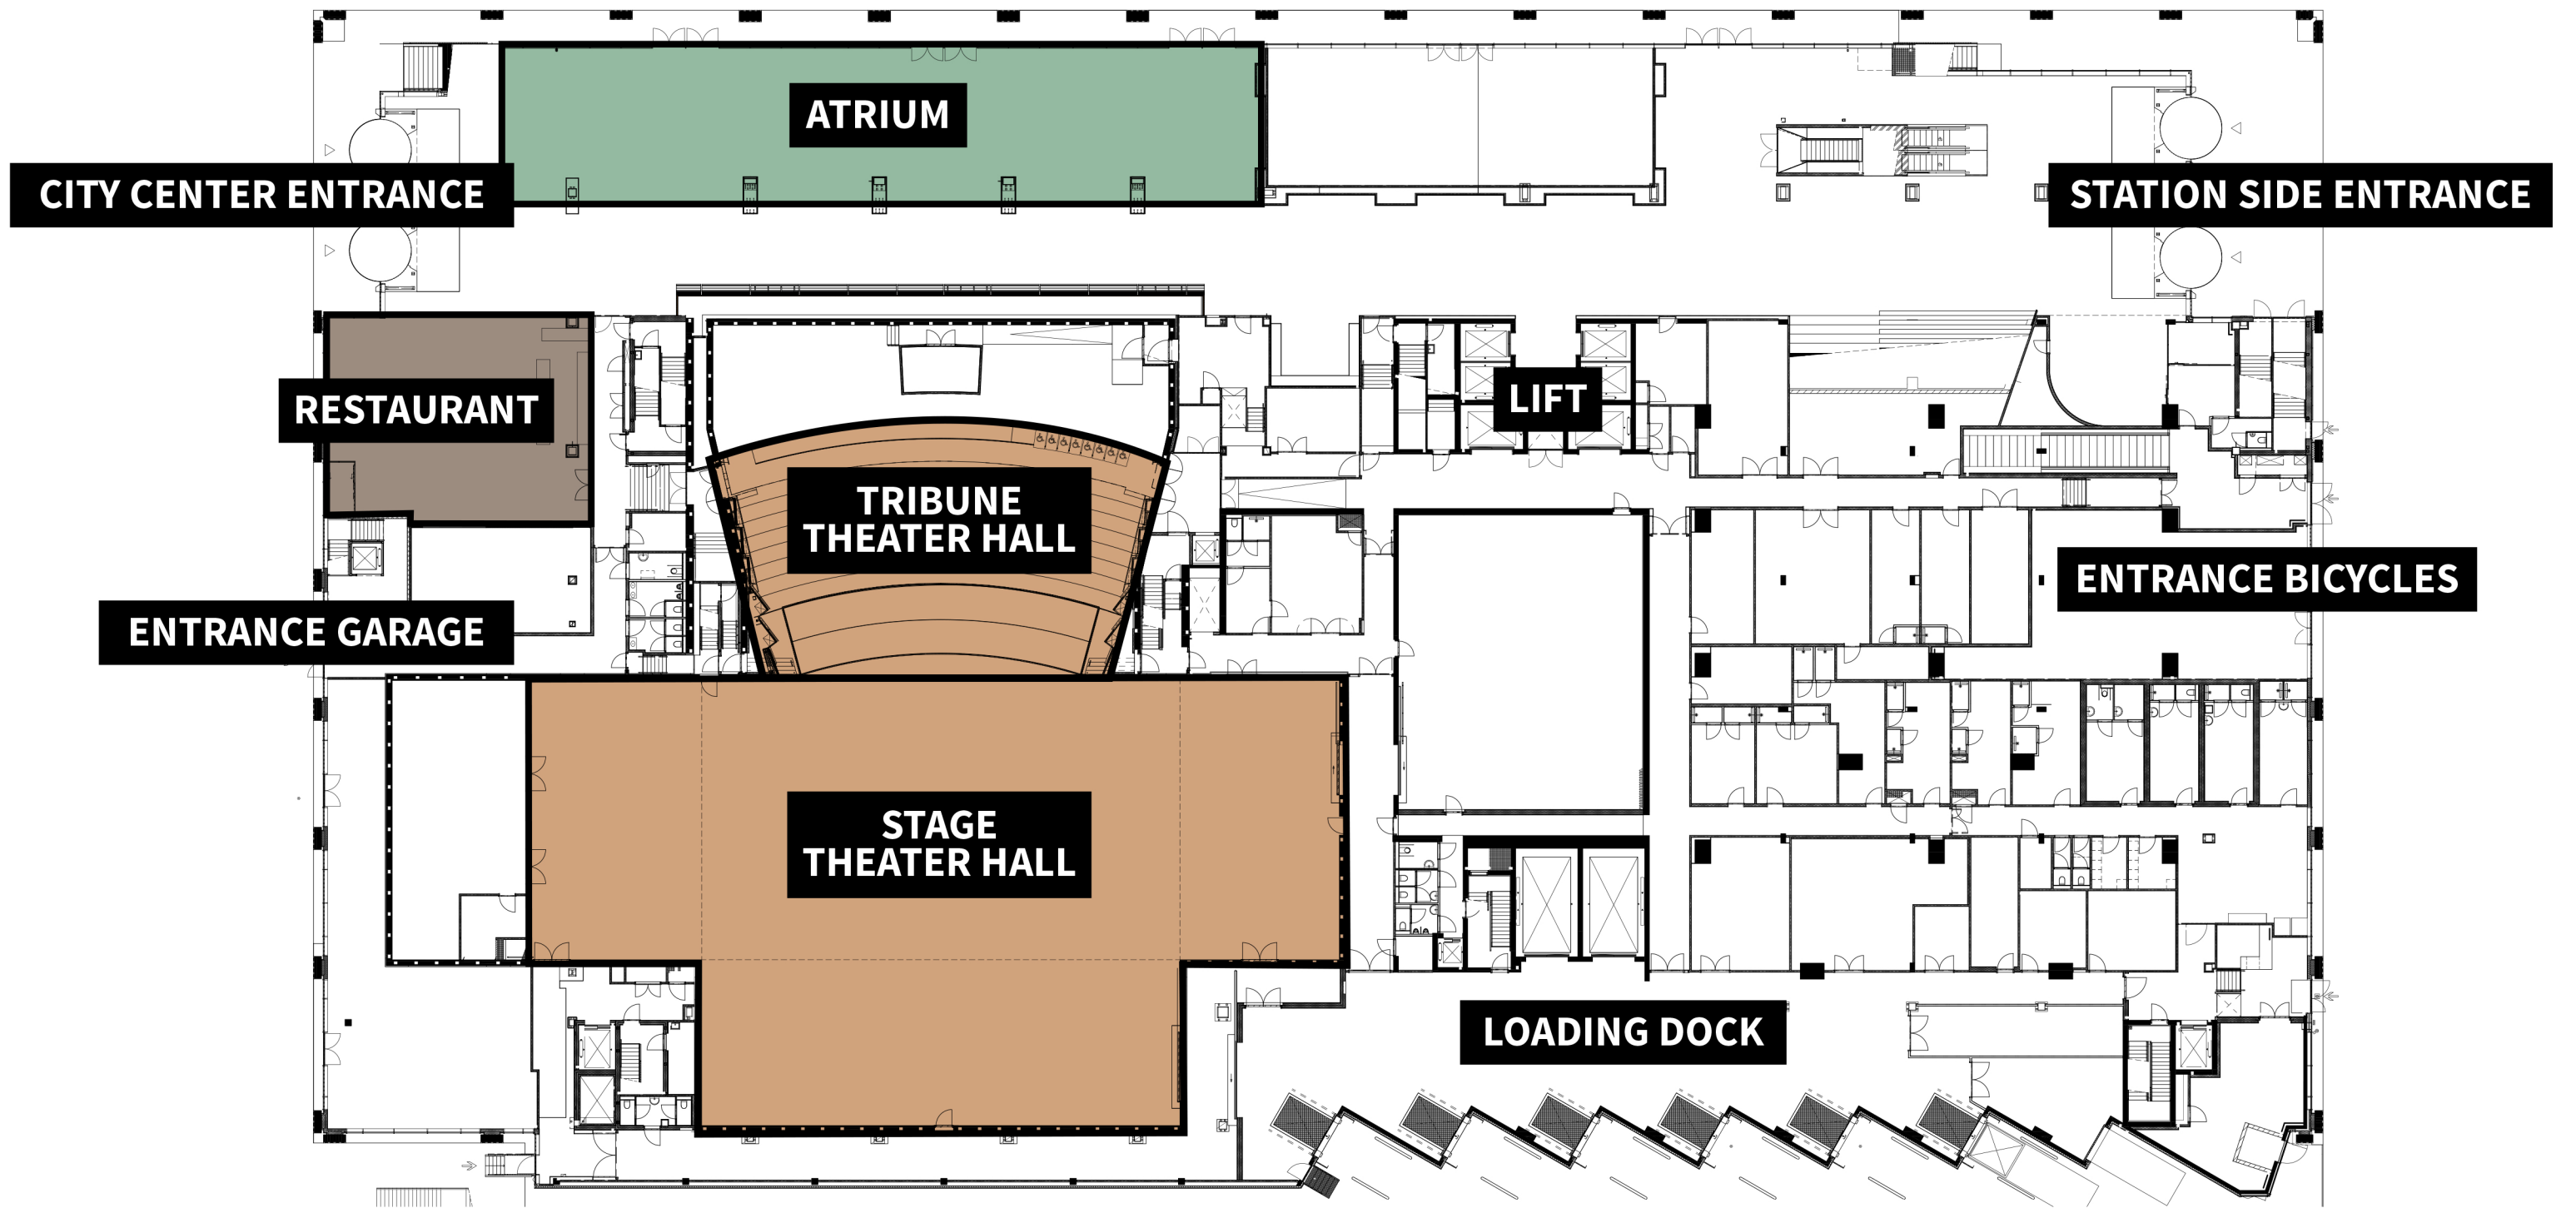 ATRIUM
CITY CENTER ENTRANCE
STATION SIDE ENTRANCE
RESTAURANT
LIFT
TRIBUNE
THEATER HALL
ENTRANCE BICYCLES
ENTRANCE GARAGE
STAGE
THEATER HALL
LOADING DOCK